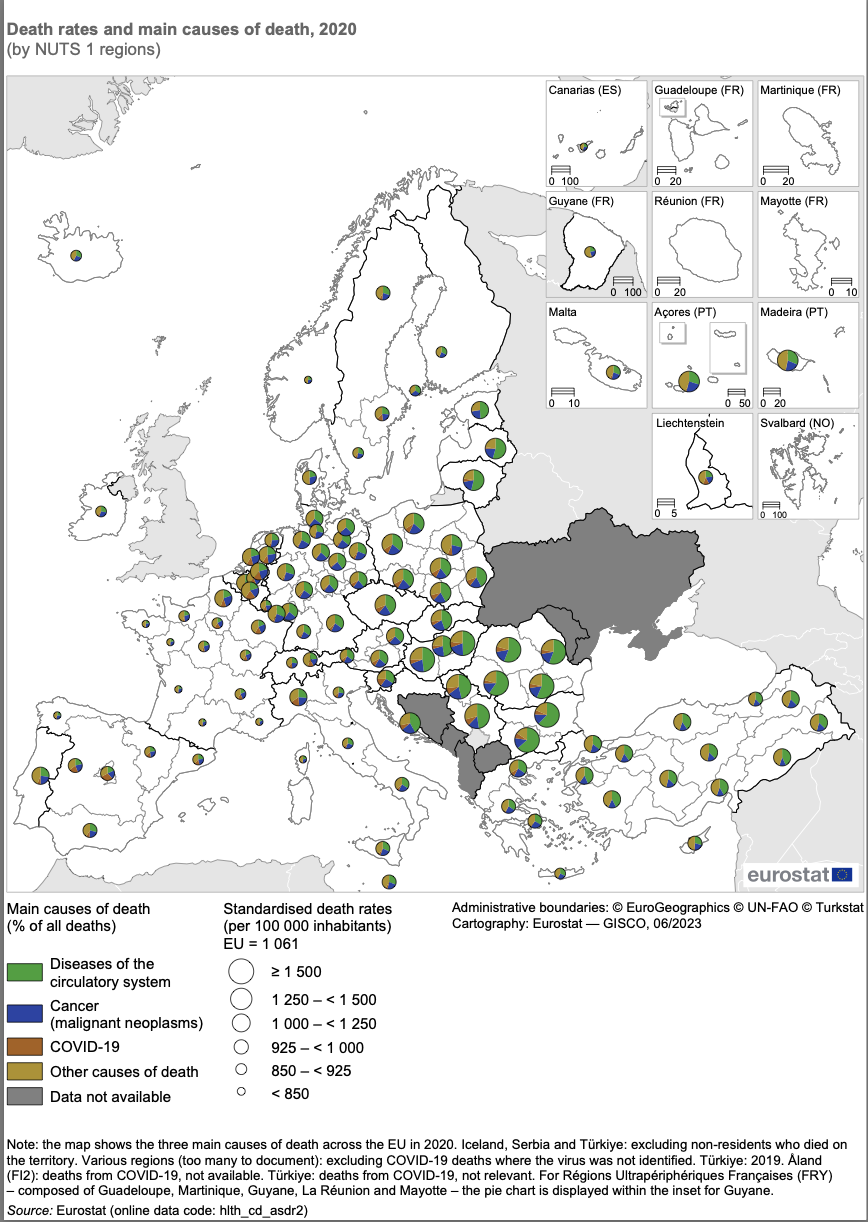 Death rates and main causes of death, 2020
(by NUTS 1 regions)
Canarias (ES)
0 100
Guadeloupe (FR)
0 20
Martinique (FR)
0 20
Guyane (FR)
0 100
Réunion (FR)
0 20
Mayotte (FR)
0 10
Malta
0 10
Açores (PT)
0 50
Madeira (PT)
0 20
Liechtenstein
0 5
Svalbard (NO)
0 100
eurostat
Main causes of death
(% of all deaths)
Diseases of the
circulatory system
Cancer
(malignant neoplasms)
COVID-19
Other causes of death
Data not available
Standardised death rates
(per 100 000 inhabitants)
EU = 1 061
≥ 1 500
1 250 – < 1 500
1 000 – < 1 250
925 – < 1 000
850 – < 925
< 850
Administrative boundaries: © EuroGeographics © UN-FAO © Turkstat
Cartography: Eurostat — GISCO, 06/2023
Note: the map shows the three main causes of death across the EU in 2020. Iceland, Serbia and Türkiye: excluding non-residents who died on
the territory. Various regions (too many to document): excluding COVID-19 deaths where the virus was not identified. Türkiye: 2019. Åland
(FI2): deaths from COVID-19, not available. Türkiye: deaths from COVID-19, not relevant. For Régions Ultrapériphériques Françaises (FRY)
– composed of Guadeloupe, Martinique, Guyane, La Réunion and Mayotte – the pie chart is displayed within the inset for Guyane.
Source: Eurostat (online data code: hlth_cd_asdr2)